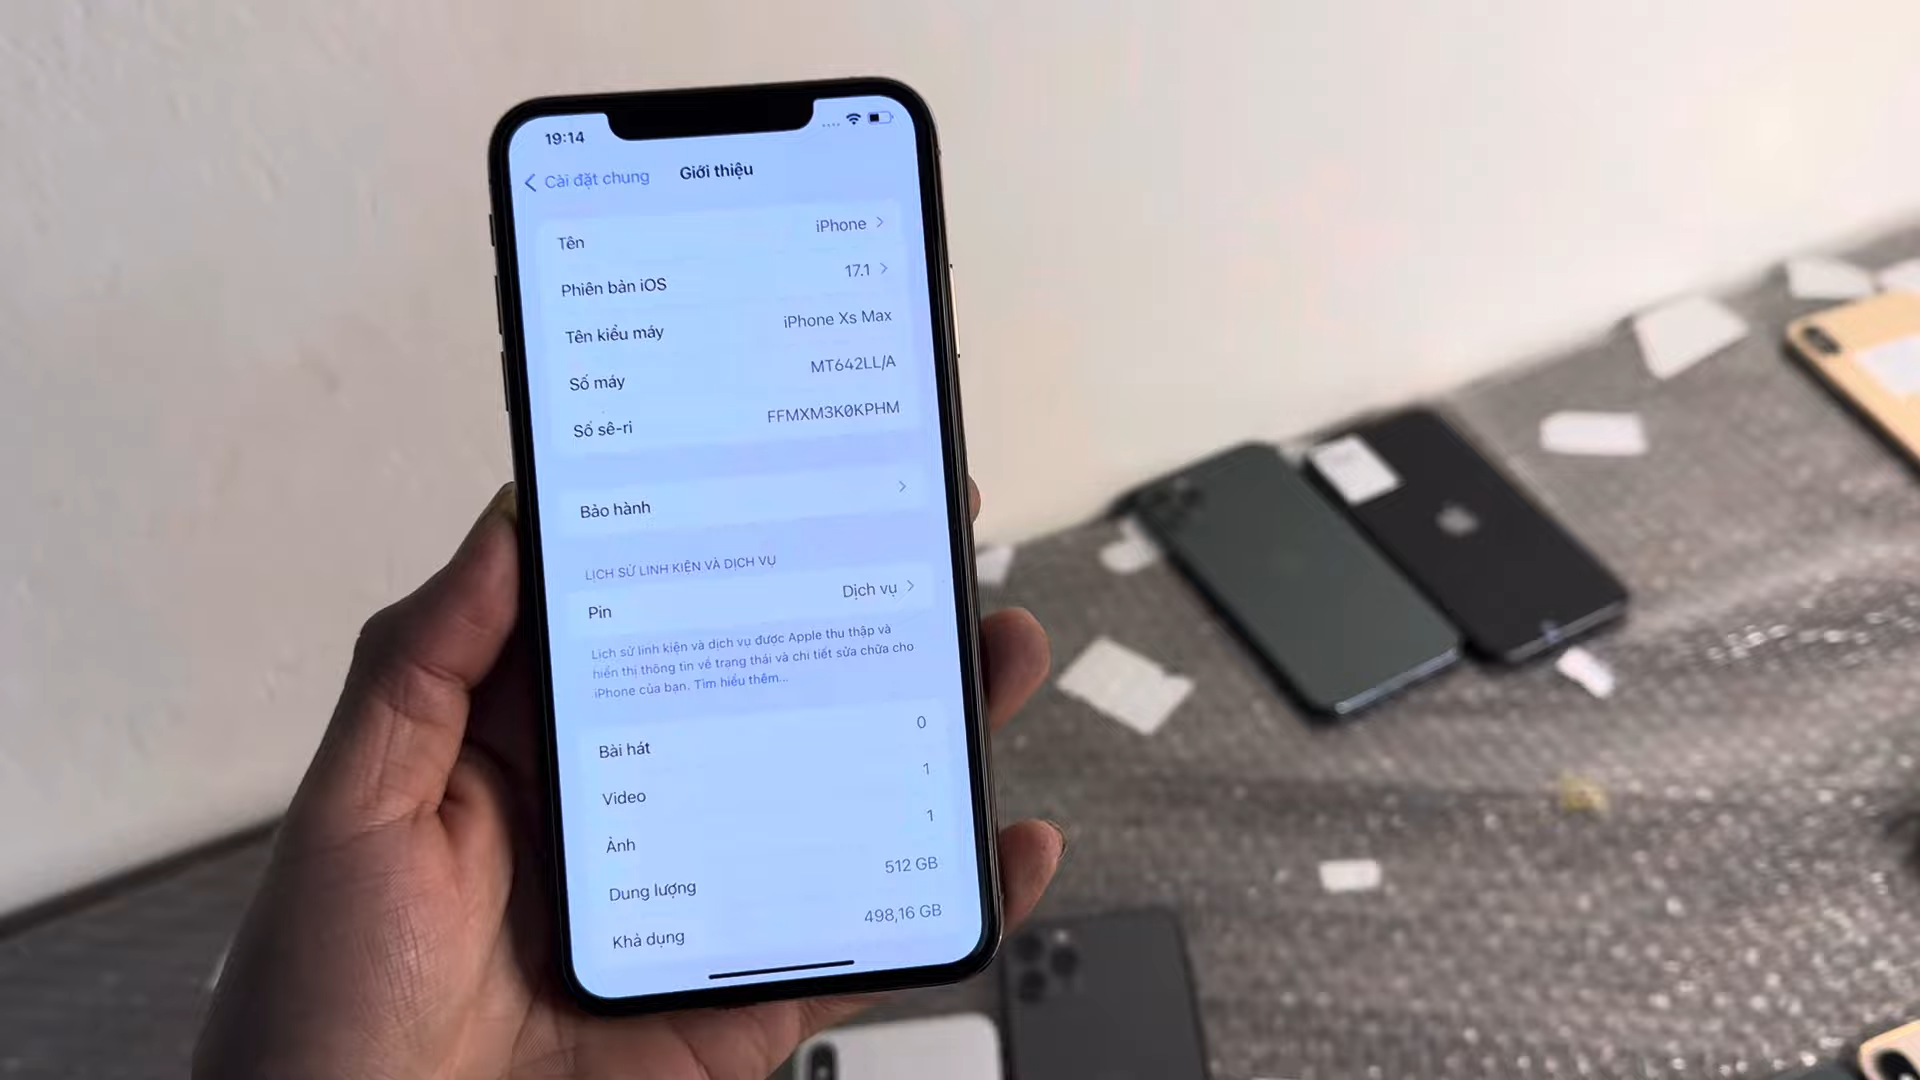 19:14
Cài đặt chung
Giới thiệu
Tên
iPhone
Phiên bản iOS
17.1
Tên kiểu máy
iPhone Xs Max
Số máy
MT642LL/A
Số sê-ri
FFMXM3K0KPHM
Bảo hành
LỊCH SỬ LINH KIỆN VÀ DỊCH VỤ
Pin
Dịch vụ
Lịch sử linh kiện và dịch vụ được Apple thu thập và
hiển thị thông tin về trạng thái và chi tiết sửa chữa cho
iPhone của bạn. Tìm hiểu thêm...
Bài hát
0
Video
1
Ảnh
1
Dung lượng
512 GB
Khả dụng
498,16 GB